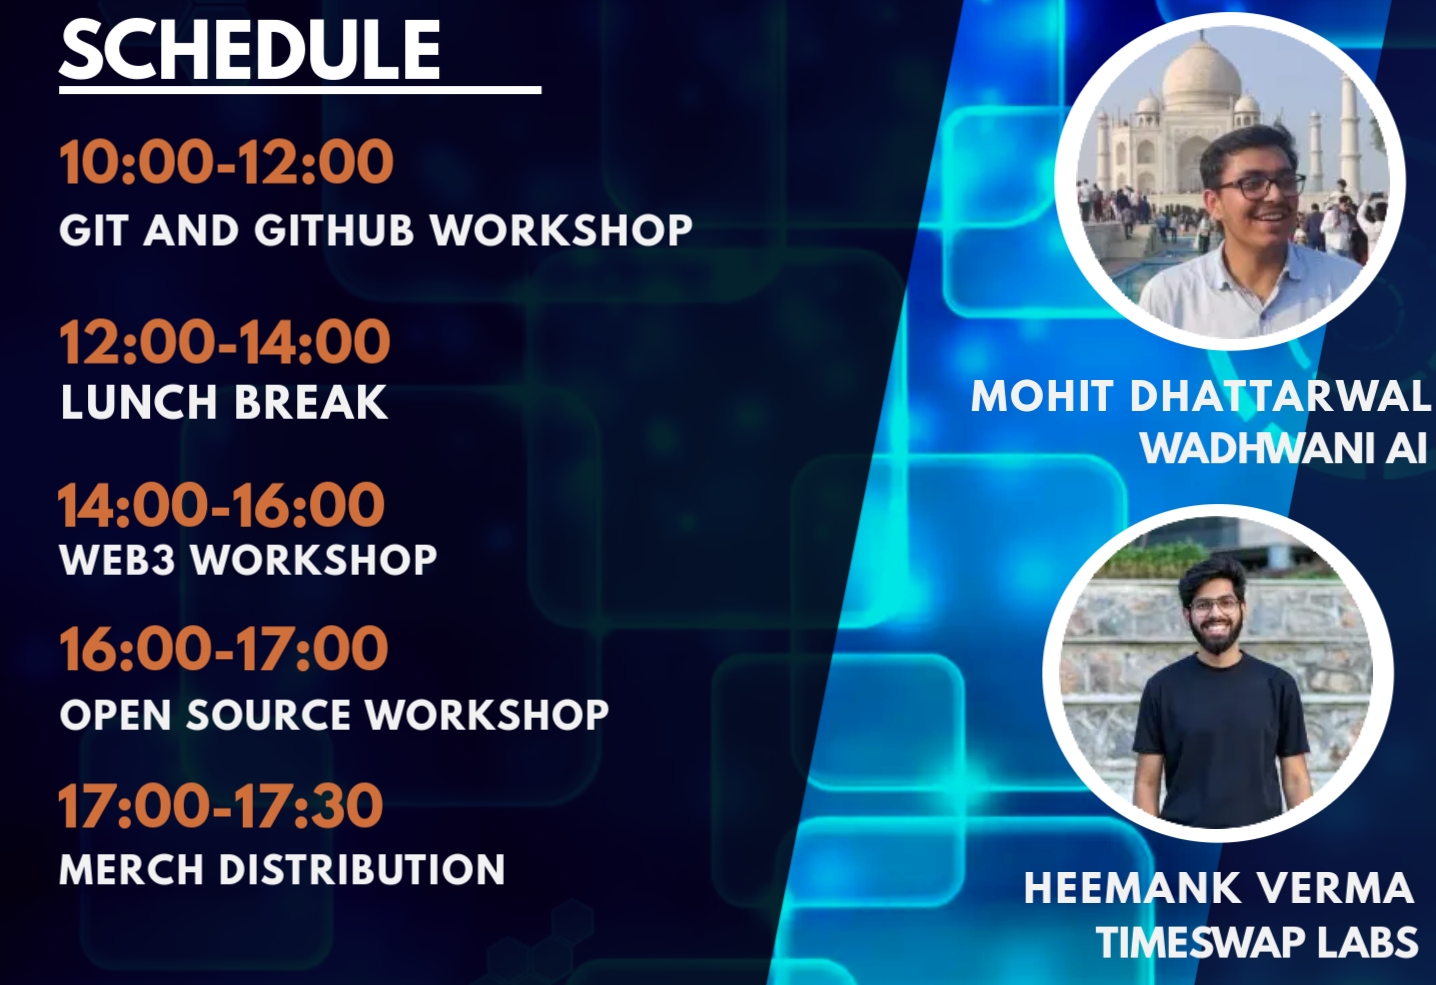 SCHEDULE
10:00-12:00
GIT AND GITHUB WORKSHOP
12:00-14:00
LUNCH BREAK
14:00-16:00
WEB3 WORKSHOP
16:00-17:00
OPEN SOURCE WORKSHOP
17:00-17:30
MERCH DISTRIBUTION
MOHIT DHATTARWAL
WADHWANI AI
HEEMANK VERMA
TIMESWAP LABS